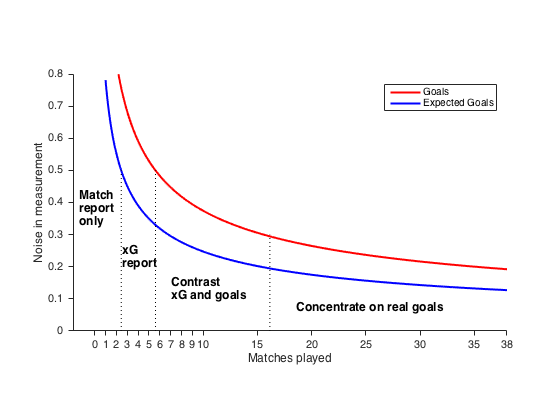 0.8
0.7
0.6
0.5
0.4
0.3
0.2
0.1
0
Noise in measurement
Goals
Expected Goals
Match
report
only
xG
report
Contrast
xG and goals
Concentrate on real goals
0 1 2 3 4 5 6 7 8 9 10 15 20 25 30 35 38
Matches played